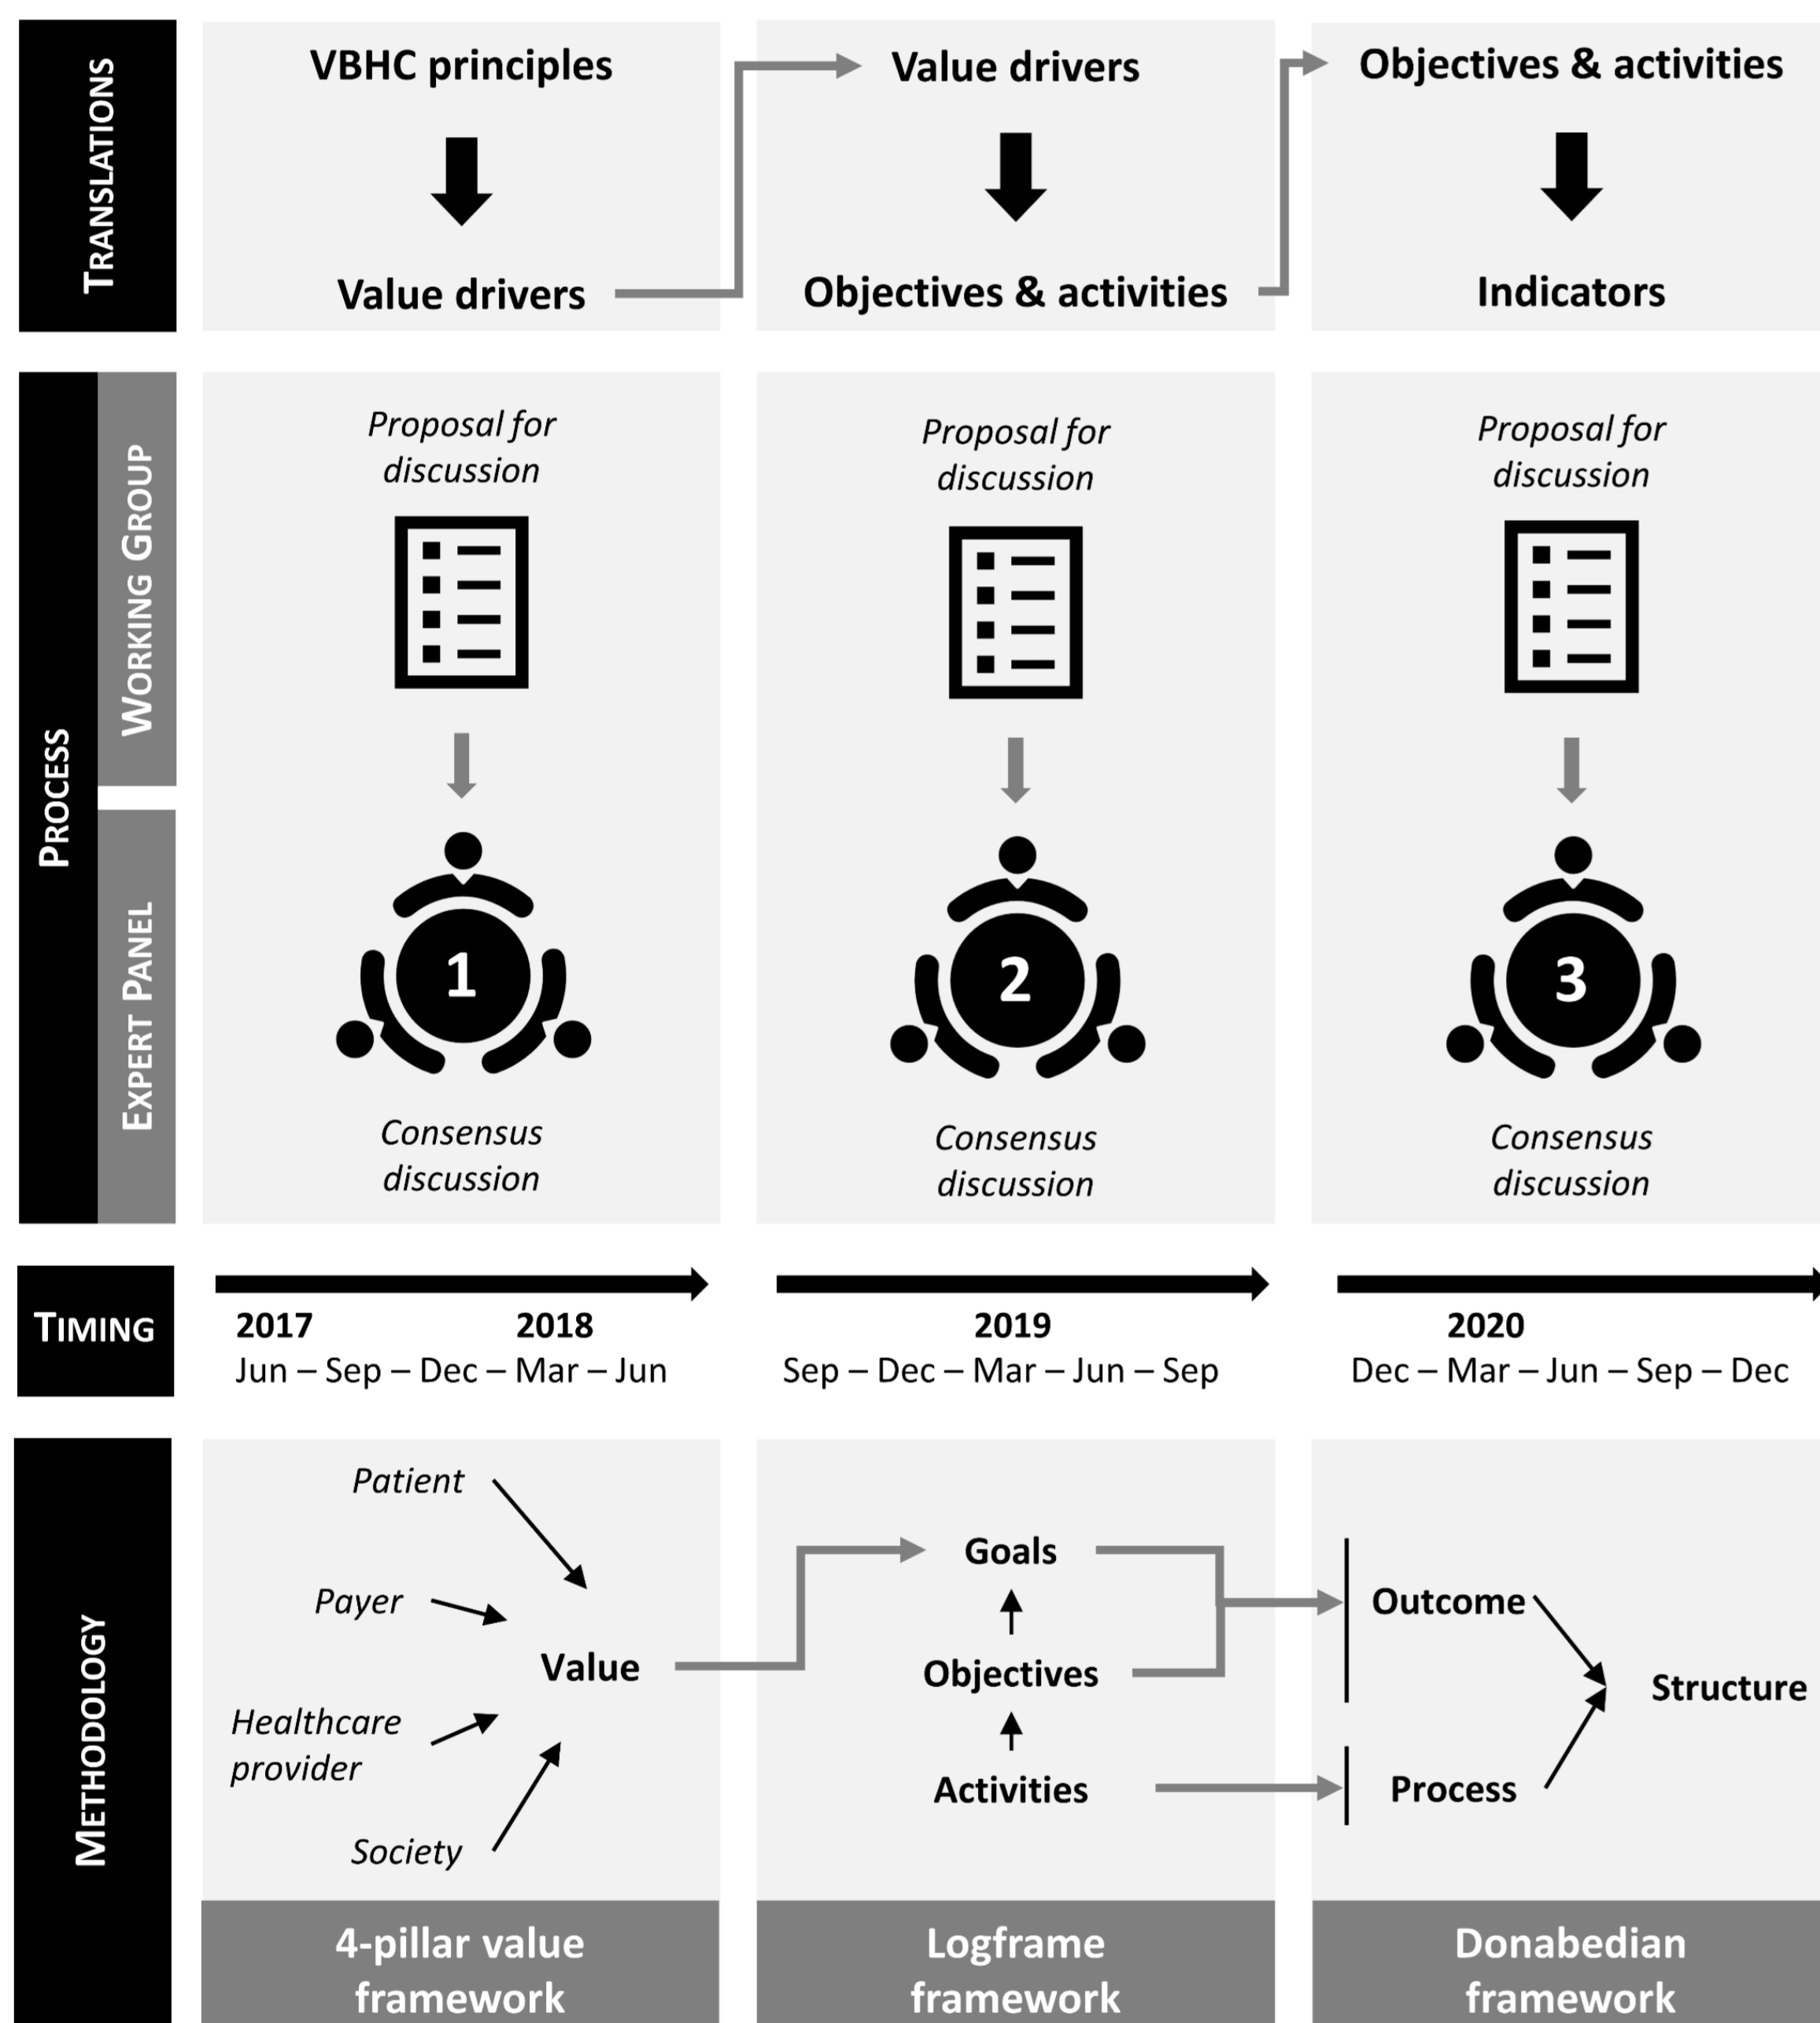 TRANSLATIONS
VBHC principles
Value drivers
Value drivers
Objectives & activities
Objectives & activities
Indicators
PROCESS
WORKING GROUP
EXPERT PANEL
Proposal for
discussion
1
Consensus
discussion
Proposal for
discussion
2
Consensus
discussion
Proposal for
discussion
3
Consensus
discussion
TIMING
2017 2018
Jun – Sep – Dec – Mar – Jun
2019
Sep – Dec – Mar – Jun – Sep
2020
Dec – Mar – Jun – Sep – Dec
METHODOLOGY
Patient
Payer
Value
Healthcare
provider
Society
4-pillar value
framework
Goals
Objectives
Activities
Logframe
framework
Outcome
Structure
Process
Donabedian
framework